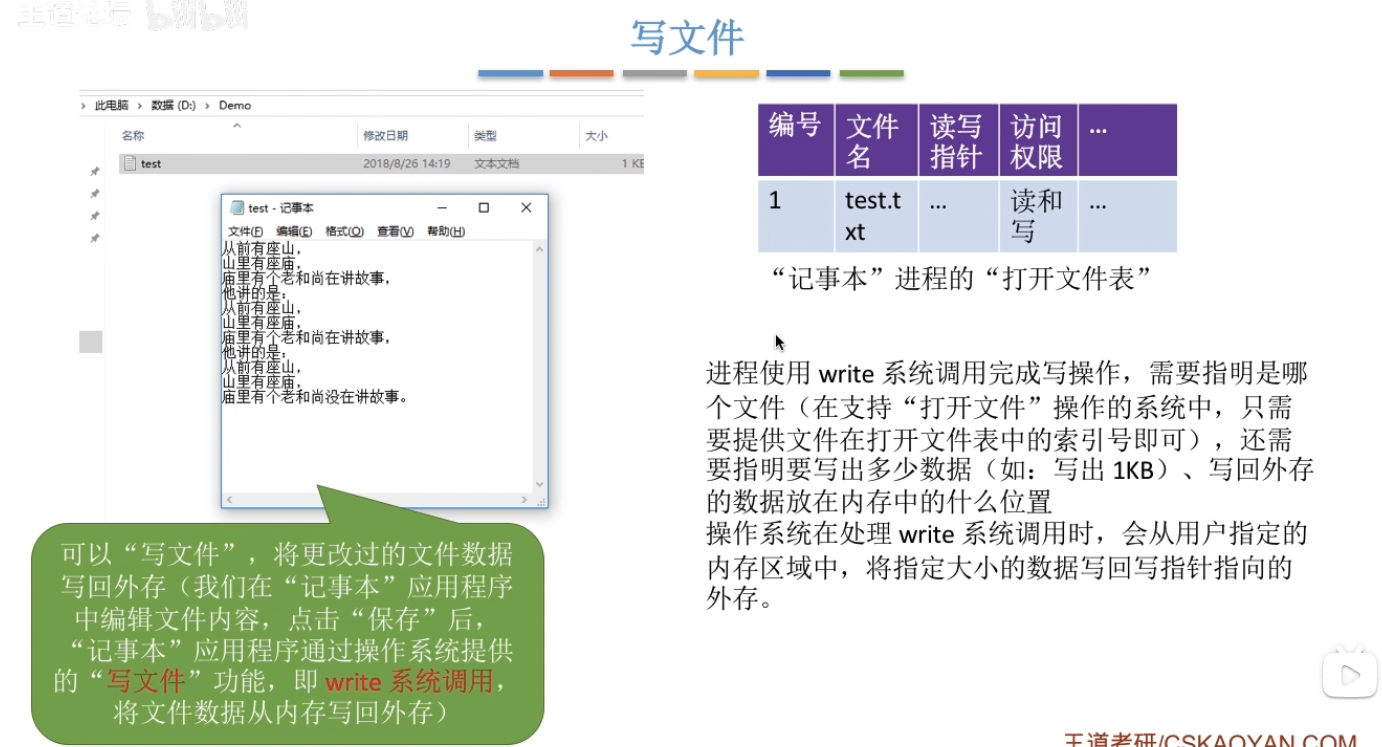 王道论坛 bilibili
写文件
此电脑 › 数据 (D:) › Demo
名称 修改日期 类型 大小
test 2018/8/26 14:19 文本文档 1 KB
test - 记事本
文件(F) 编辑(E) 格式(O) 查看(V) 帮助(H)
从前有座山，
山里有座庙，
庙里有个老和尚在讲故事，
他讲的是：
从前有座山，
山里有座庙，
庙里有个老和尚在讲故事，
他讲的是：
从前有座山，
山里有座庙，
庙里有个老和尚没在讲故事。
可以“写文件”，将更改过的文件数据
写回外存（我们在“记事本”应用程序
中编辑文件内容，点击“保存”后，
“记事本”应用程序通过操作系统提供
的“写文件”功能，即 write 系统调用，
将文件数据从内存写回外存）
编号 文件 读写 访问 ...
名 指针 权限
1 test.t ... 读和 ...
xt 写
“记事本”进程的“打开文件表”
进程使用 write 系统调用完成写操作，需要指明是哪
个文件（在支持“打开文件”操作的系统中，只需
要提供文件在打开文件表中的索引号即可），还需
要指明要写出多少数据（如：写出 1KB）、写回外存
的数据放在内存中的什么位置
操作系统在处理 write 系统调用时，会从用户指定的
内存区域中，将指定大小的数据写回写指针指向的
外存。
王道考研/CSKAOYAN.COM